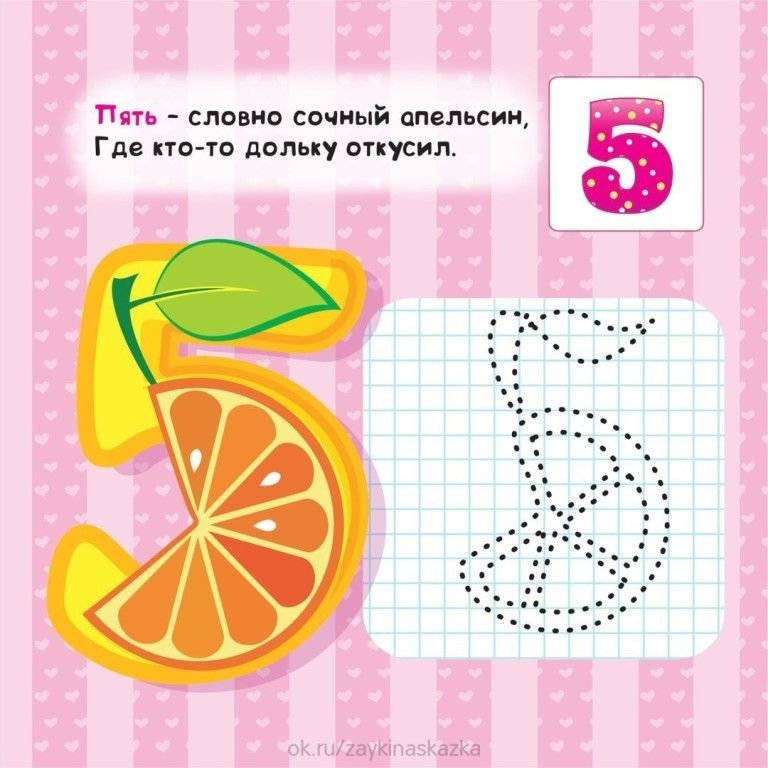 Пять - словно сочный апельсин,
Где кто-то дольку откусил.
5
ok.ru/zaykinaskazka